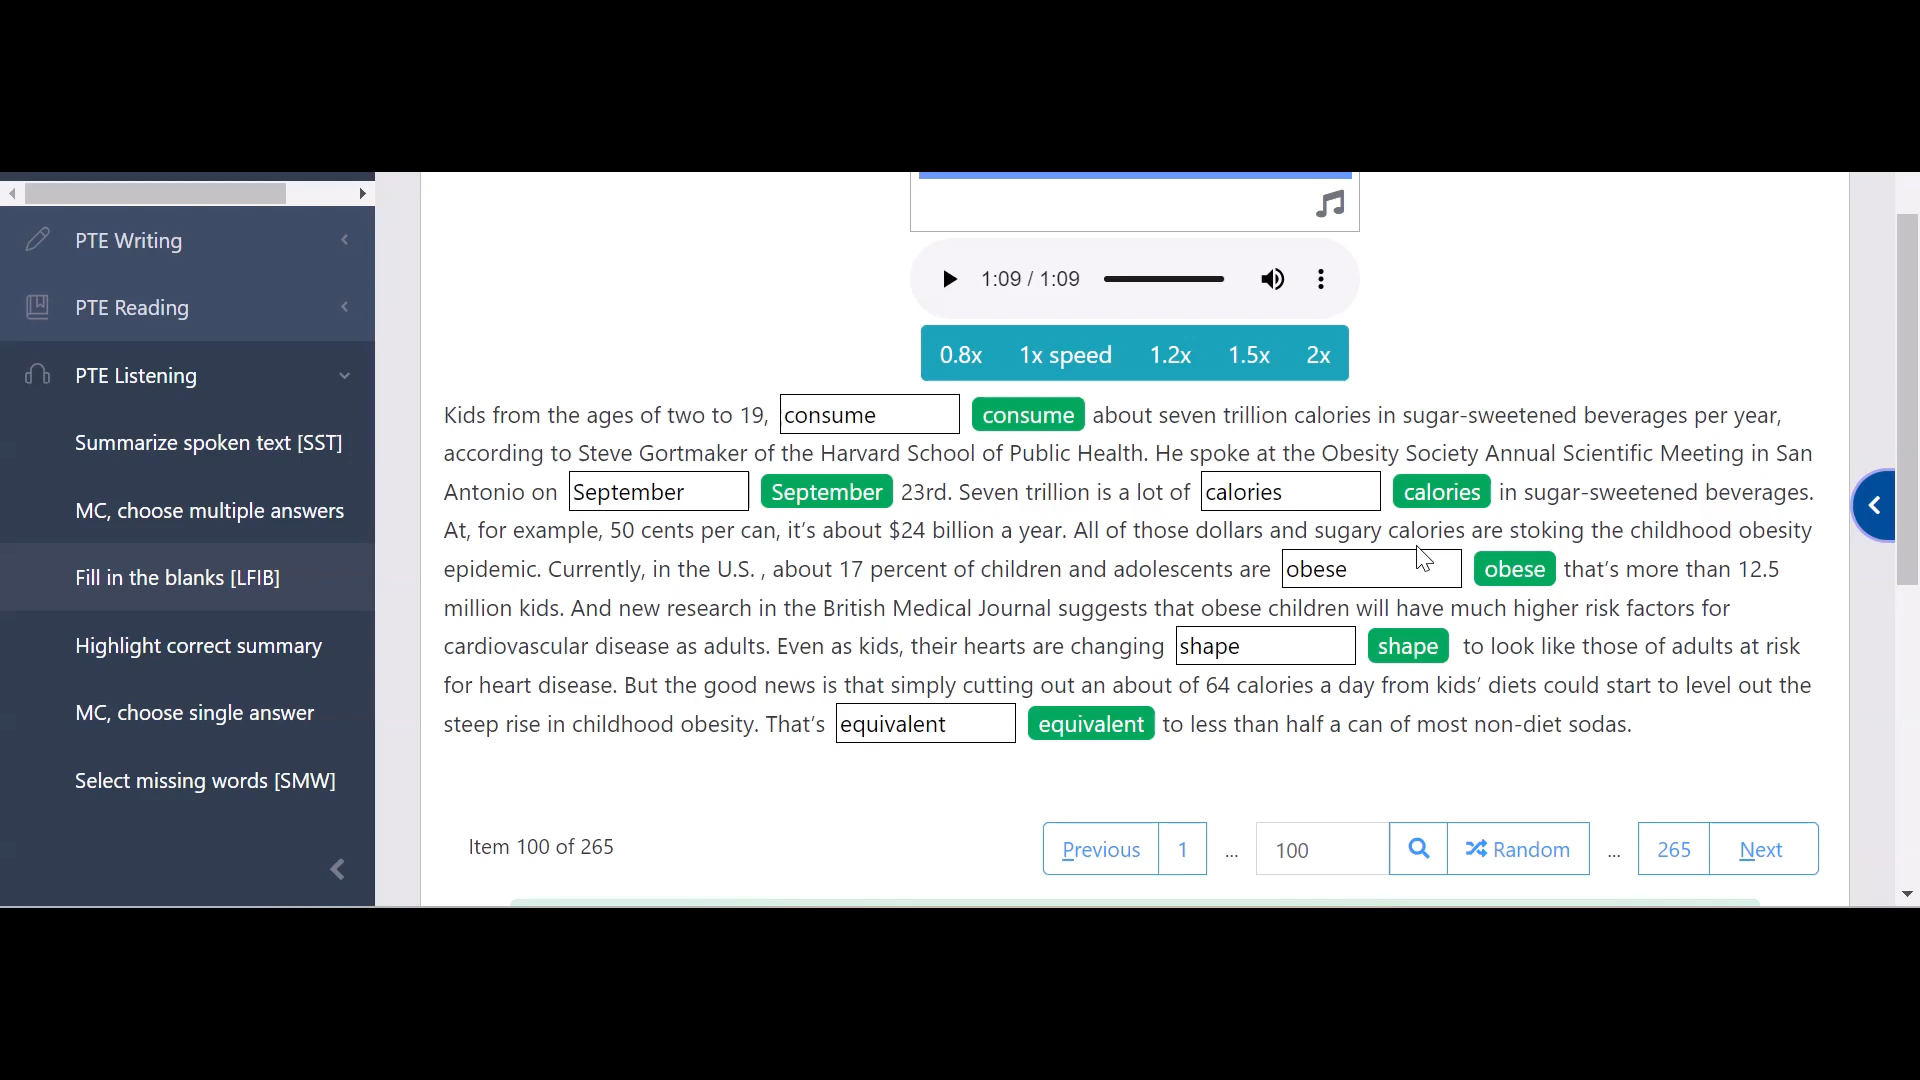 PTE Writing
PTE Reading
PTE Listening
Summarize spoken text [SST]
MC, choose multiple answers
Fill in the blanks [LFIB]
Highlight correct summary
MC, choose single answer
Select missing words [SMW]
1:09 / 1:09
0.8x 1x speed 1.2x 1.5x 2x
Kids from the ages of two to 19, consume consume about seven trillion calories in sugar-sweetened beverages per year,
according to Steve Gortmaker of the Harvard School of Public Health. He spoke at the Obesity Society Annual Scientific Meeting in San
Antonio on September September 23rd. Seven trillion is a lot of calories calories in sugar-sweetened beverages.
At, for example, 50 cents per can, it’s about $24 billion a year. All of those dollars and sugary calories are stoking the childhood obesity
epidemic. Currently, in the U.S. , about 17 percent of children and adolescents are obese obese that’s more than 12.5
million kids. And new research in the British Medical Journal suggests that obese children will have much higher risk factors for
cardiovascular disease as adults. Even as kids, their hearts are changing shape shape to look like those of adults at risk
for heart disease. But the good news is that simply cutting out an about of 64 calories a day from kids’ diets could start to level out the
steep rise in childhood obesity. That’s equivalent equivalent to less than half a can of most non-diet sodas.
Item 100 of 265
Previous 1 ... 100 Random ... 265 Next